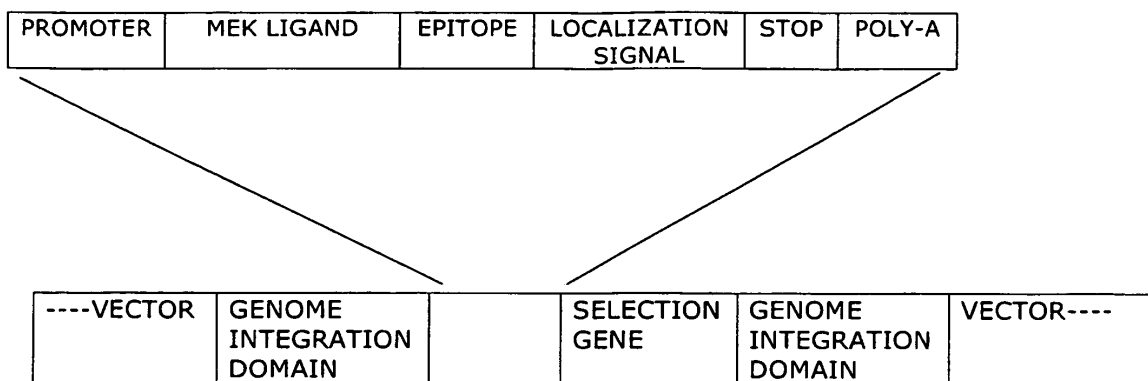 PROMOTER MEK LIGAND EPITOPE LOCALIZATION STOP POLY-A
SIGNAL
----VECTOR GENOME SELECTION GENOME VECTOR----
INTEGRATION GENE INTEGRATION
DOMAIN DOMAIN